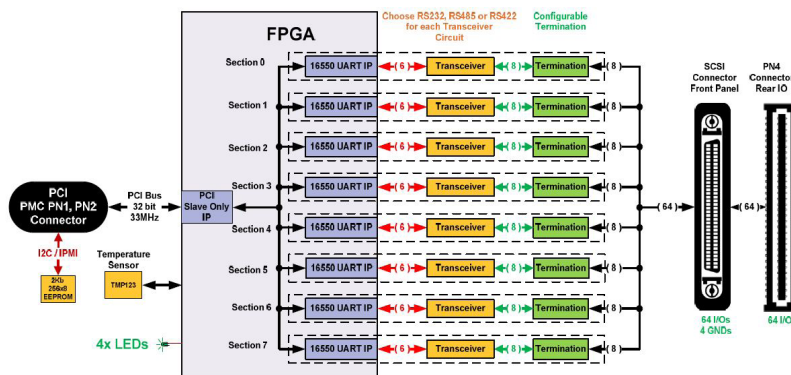 FPGA
Choose RS232, RS485 or RS422
for each Transceiver
Circuit
Configurable
Termination
Section 0
16550 UART IP
( 6 )
Transceiver
( 8 )
Termination
( 8 )
Section 1
16550 UART IP
( 6 )
Transceiver
( 8 )
Termination
( 8 )
Section 2
16550 UART IP
( 6 )
Transceiver
( 8 )
Termination
( 8 )
Section 3
16550 UART IP
( 6 )
Transceiver
( 8 )
Termination
( 8 )
Section 4
16550 UART IP
( 6 )
Transceiver
( 8 )
Termination
( 8 )
Section 5
16550 UART IP
( 6 )
Transceiver
( 8 )
Termination
( 8 )
Section 6
16550 UART IP
( 6 )
Transceiver
( 8 )
Termination
( 8 )
Section 7
16550 UART IP
( 6 )
Transceiver
( 8 )
Termination
( 8 )
PCI
PMC PN1, PN2
Connector
PCI Bus
32 bit
33MHz
PCI
Slave Only
IP
I2C / IPMI
2Kb
256x8
EEPROM
Temperature
Sensor
TMP123
4x LEDs
( 64 )
SCSI
Connector
Front Panel
64 I/Os
4 GNDs
( 64 )
PN4
Connector
Rear IO
64 I/Os